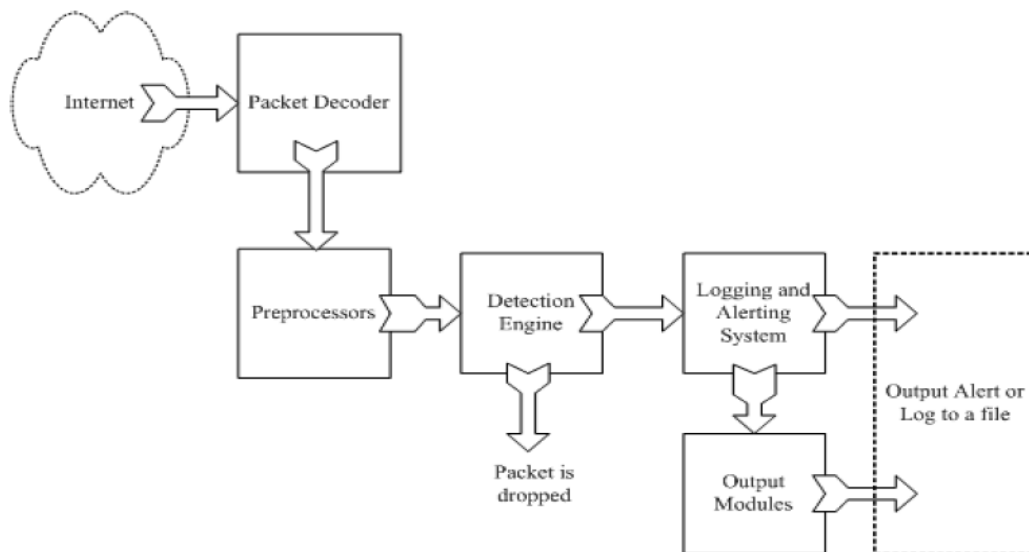 Internet
Packet Decoder
Preprocessors
Detection
Engine
Logging and
Alerting
System
Output Alert or
Log to a file
Packet is
dropped
Output
Modules